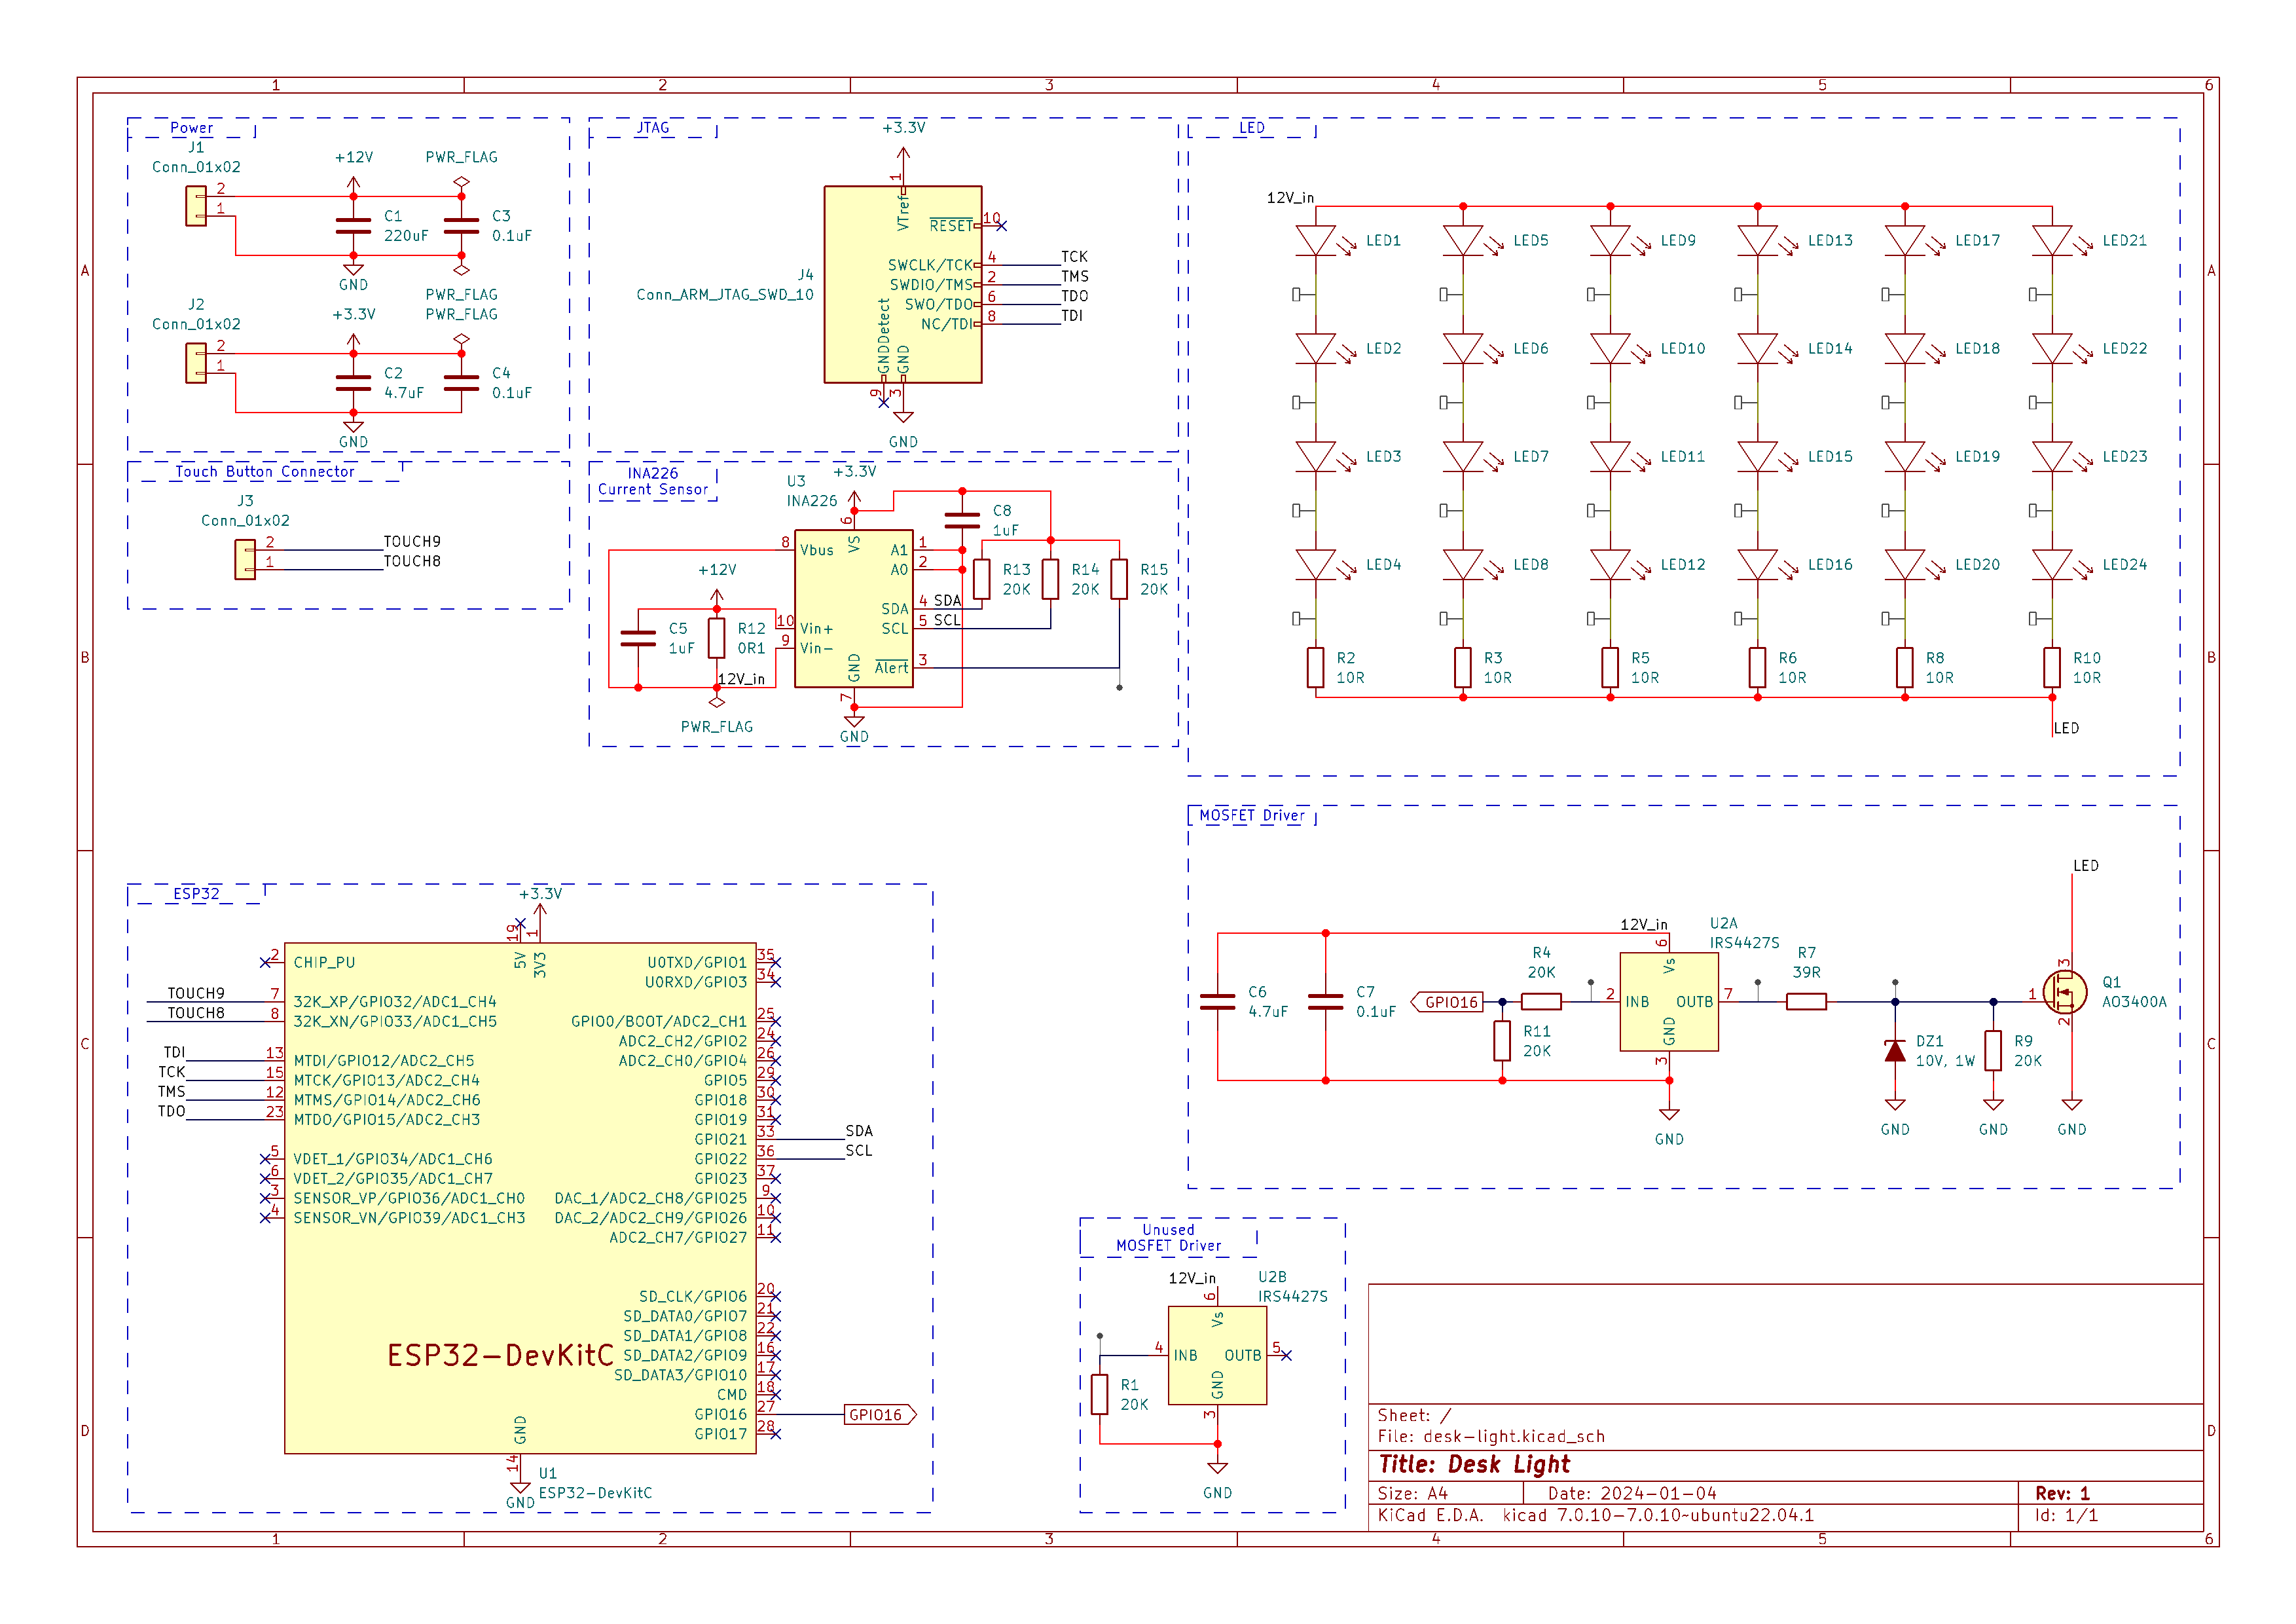 1 2 3 4 5 6
A
B
C
D
Power
J1
Conn_01x02
2
1
+12V
PWR_FLAG
C1
220uF
C3
0.1uF
GND
PWR_FLAG
J2
Conn_01x02
2
1
+3.3V
PWR_FLAG
C2
4.7uF
C4
0.1uF
GND
Touch Button Connector
J3
Conn_01x02
2 TOUCH9
1 TOUCH8
JTAG
+3.3V
1
VTref
RESET 10
J4
Conn_ARM_JTAG_SWD_10
SWCLK/TCK 4 TCK
SWDIO/TMS 2 TMS
SWO/TDO 6 TDO
NC/TDI 8 TDI
GNDDetect
GND
9
3
GND
INA226
Current Sensor
+3.3V
U3
INA226
6
VS
C8
1uF
8 Vbus
A1 1
A0 2
+12V
R13
20K
R14
20K
R15
20K
SDA 4 SDA
SCL 5 SCL
10 Vin+
9 Vin-
C5
1uF
R12
0R1
12V_in
Alert 3
GND
7
PWR_FLAG
GND
LED
12V_in
LED1 LED5 LED9 LED13 LED17 LED21
LED2 LED6 LED10 LED14 LED18 LED22
LED3 LED7 LED11 LED15 LED19 LED23
LED4 LED8 LED12 LED16 LED20 LED24
R2 R3 R5 R6 R8 R10
10R 10R 10R 10R 10R 10R
LED
MOSFET Driver
LED
12V_in
U2A
IRS4427S
6
Vs
C6
4.7uF
C7
0.1uF
GPIO16
R4
20K
R11
20K
2 INB
OUTB 7
GND
3
GND
R7
39R
DZ1
10V, 1W
GND
R9
20K
GND
1
3
2
Q1
AO3400A
GND
ESP32
+3.3V
19
1
5V
3V3
2 CHIP_PU
7 32K_XP/GPIO32/ADC1_CH4
8 32K_XN/GPIO33/ADC1_CH5
TOUCH9
TOUCH8
TDI 13 MTDI/GPIO12/ADC2_CH5
TCK 15 MTCK/GPIO13/ADC2_CH4
TMS 12 MTMS/GPIO14/ADC2_CH6
TDO 23 MTDO/GPIO15/ADC2_CH3
5 VDET_1/GPIO34/ADC1_CH6
6 VDET_2/GPIO35/ADC1_CH7
3 SENSOR_VP/GPIO36/ADC1_CH0
4 SENSOR_VN/GPIO39/ADC1_CH3
U0TXD/GPIO1 35
U0RXD/GPIO3 34
GPIO0/BOOT/ADC2_CH1 25
ADC2_CH2/GPIO2 24
ADC2_CH0/GPIO4 26
GPIO5 29
GPIO18 30
GPIO19 31
GPIO21 33 SDA
GPIO22 36 SCL
GPIO23 37
DAC_1/ADC2_CH8/GPIO25 9
DAC_2/ADC2_CH9/GPIO26 10
ADC2_CH7/GPIO27 11
SD_CLK/GPIO6 20
SD_DATA0/GPIO7 21
SD_DATA1/GPIO8 22
SD_DATA2/GPIO9 16
SD_DATA3/GPIO10 17
CMD 18
GPIO16 27 GPIO16
GPIO17 28
ESP32-DevKitC
GND
14
GND
U1
ESP32-DevKitC
Unused
MOSFET Driver
12V_in
U2B
IRS4427S
6
Vs
4 INB
OUTB 5
R1
20K
GND
3
GND
Sheet: /
File: desk-light.kicad_sch
Title: Desk Light
Size: A4 Date: 2024-01-04 Rev: 1
KiCad E.D.A. kicad 7.0.10-7.0.10~ubuntu22.04.1 Id: 1/1
A
B
C
D
1 2 3 4 5 6